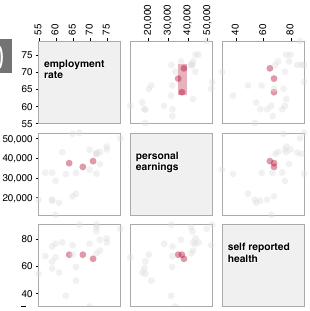 55 60 65 70 75
20,000 30,000 40,000 50,000
40 60 80
)
75
70
65
60
55
employment
rate
50,000
40,000
30,000
20,000
personal
earnings
80
60
40
self reported
health